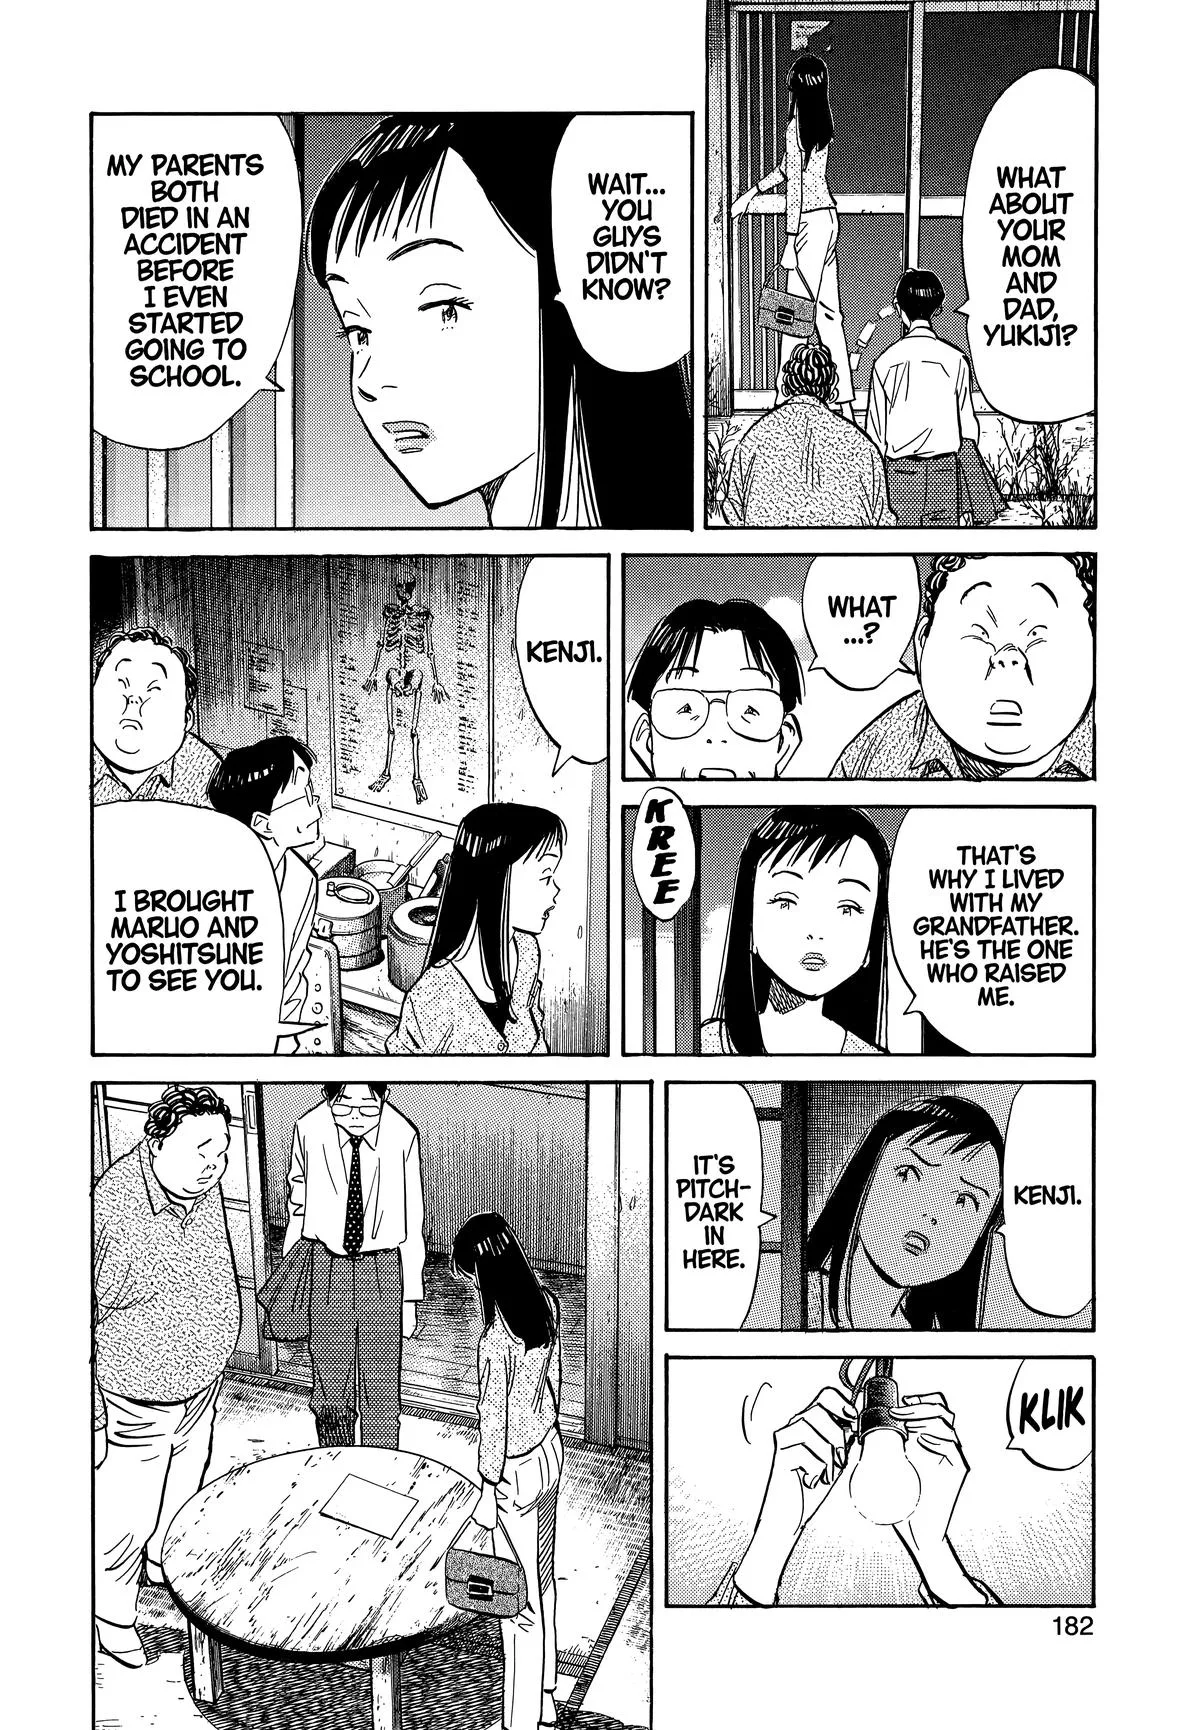 WHAT
ABOUT
YOUR
MOM
AND
DAD,
YUKIJI?
WAIT...
YOU
GUYS
DIDN'T
KNOW?
MY PARENTS
BOTH
DIED IN AN
ACCIDENT
BEFORE
I EVEN
STARTED
GOING TO
SCHOOL.
WHAT
...?
THAT'S
WHY I LIVED
WITH MY
GRANDFATHER.
HE'S THE ONE
WHO RAISED
ME.
KREE
KENJI.
I BROUGHT
MARUO AND
YOSHITSUNE
TO SEE YOU.
KENJI.
IT'S
PITCH-
DARK
IN
HERE.
KLIK
182